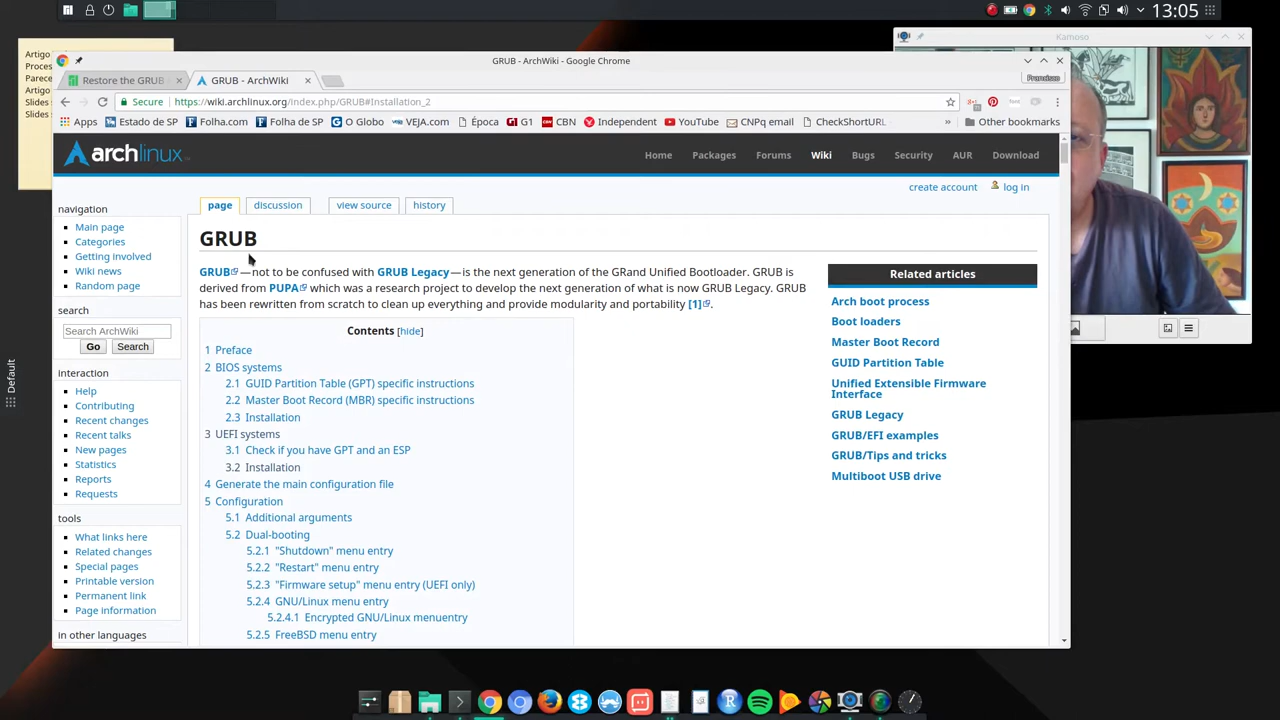 13:05
Kamoso
Artigo
Proces
Parece
Artigo
Slides
Slides
GRUB - ArchWiki - Google Chrome
Restore the GRUB
GRUB - ArchWiki
Francisco
Secure
https://wiki.archlinux.org/index.php/GRUB#Installation_2
Apps
Estado de SP
Folha.com
Folha de SP
O Globo
VEJA.com
Época
G1
CBN
Independent
YouTube
CNPq email
CheckShortURL
»
Other bookmarks
archlinux
Home
Packages
Forums
Wiki
Bugs
Security
AUR
Download
create account
log in
page
discussion
view source
history
navigation
Main page
Categories
Getting involved
Wiki news
Random page
search
Search ArchWiki
Go
Search
interaction
Help
Contributing
Recent changes
Recent talks
New pages
Statistics
Reports
Requests
tools
What links here
Related changes
Special pages
Printable version
Permanent link
Page information
in other languages
GRUB
GRUB —not to be confused with GRUB Legacy—is the next generation of the GRand Unified Bootloader. GRUB is
derived from PUPA which was a research project to develop the next generation of what is now GRUB Legacy. GRUB
has been rewritten from scratch to clean up everything and provide modularity and portability [1].
Contents [hide]
1 Preface
2 BIOS systems
2.1 GUID Partition Table (GPT) specific instructions
2.2 Master Boot Record (MBR) specific instructions
2.3 Installation
3 UEFI systems
3.1 Check if you have GPT and an ESP
3.2 Installation
4 Generate the main configuration file
5 Configuration
5.1 Additional arguments
5.2 Dual-booting
5.2.1 "Shutdown" menu entry
5.2.2 "Restart" menu entry
5.2.3 "Firmware setup" menu entry (UEFI only)
5.2.4 GNU/Linux menu entry
5.2.4.1 Encrypted GNU/Linux menuentry
5.2.5 FreeBSD menu entry
Related articles
Arch boot process
Boot loaders
Master Boot Record
GUID Partition Table
Unified Extensible Firmware
Interface
GRUB Legacy
GRUB/EFI examples
GRUB/Tips and tricks
Multiboot USB drive
Default